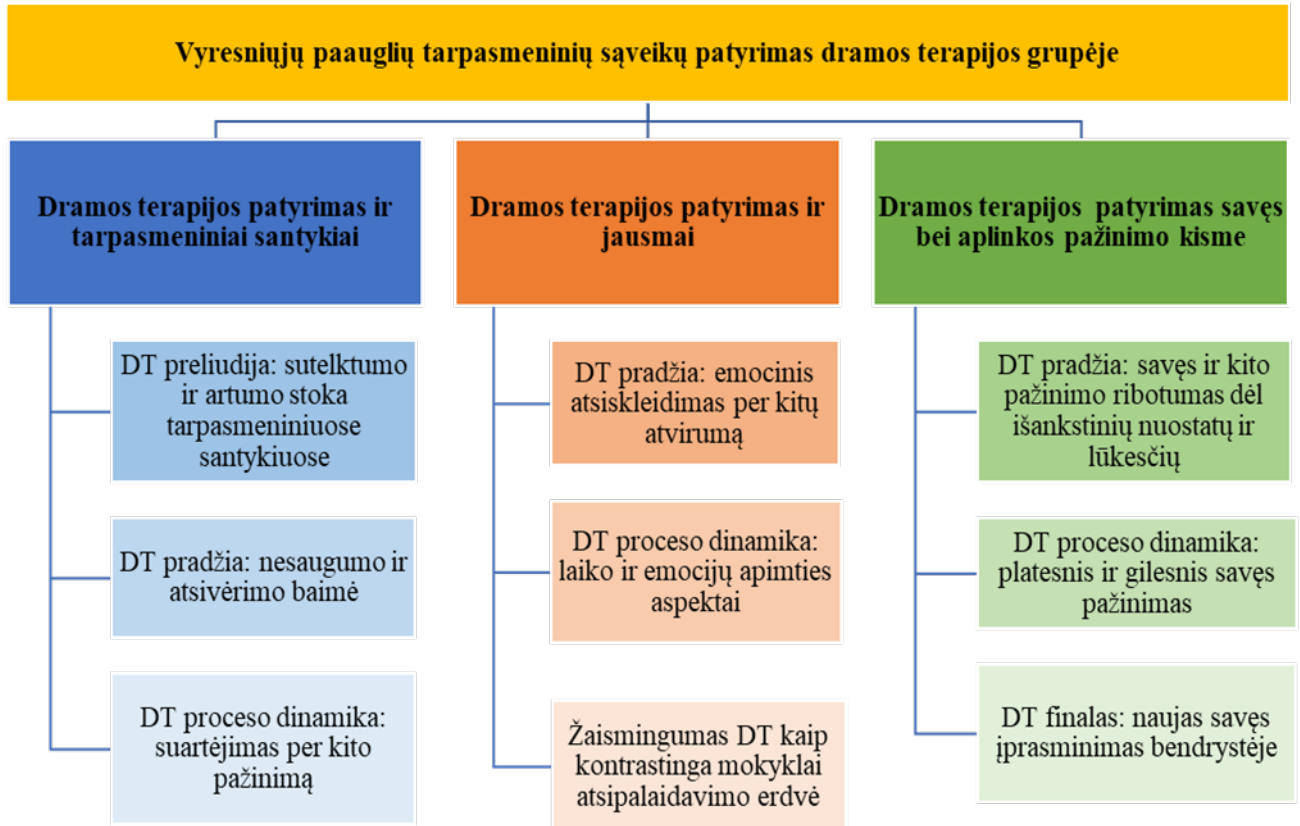 Vyresniųjų paauglių tarpasmeninių sąveikų patyrimas dramos terapijos grupėje
Dramos terapijos patyrimas ir
tarpasmeniniai santykiai
DT preliudija: sutelktumo
ir artumo stoka
tarpasmeniniuose
santykiuose
DT pradžia: nesaugumo ir
atsivėrimo baimė
DT proceso dinamika:
suartėjimas per kito
pažinimą
Dramos terapijos patyrimas ir
jausmai
DT pradžia: emocinis
atsiskleidimas per kitų
atvirumą
DT proceso dinamika:
laiko ir emocijų apimties
aspektai
Žaismingumas DT kaip
kontrastinga mokyklai
atsipalaidavimo erdvė
Dramos terapijos patyrimas savęs
bei aplinkos pažinimo kisme
DT pradžia: savęs ir kito
pažinimo ribotumas dėl
išankstinių nuostatų ir
lūkesčių
DT proceso dinamika:
platesnis ir gilesnis savęs
pažinimas
DT finalas: naujas savęs
įprasminimas bendrystėje